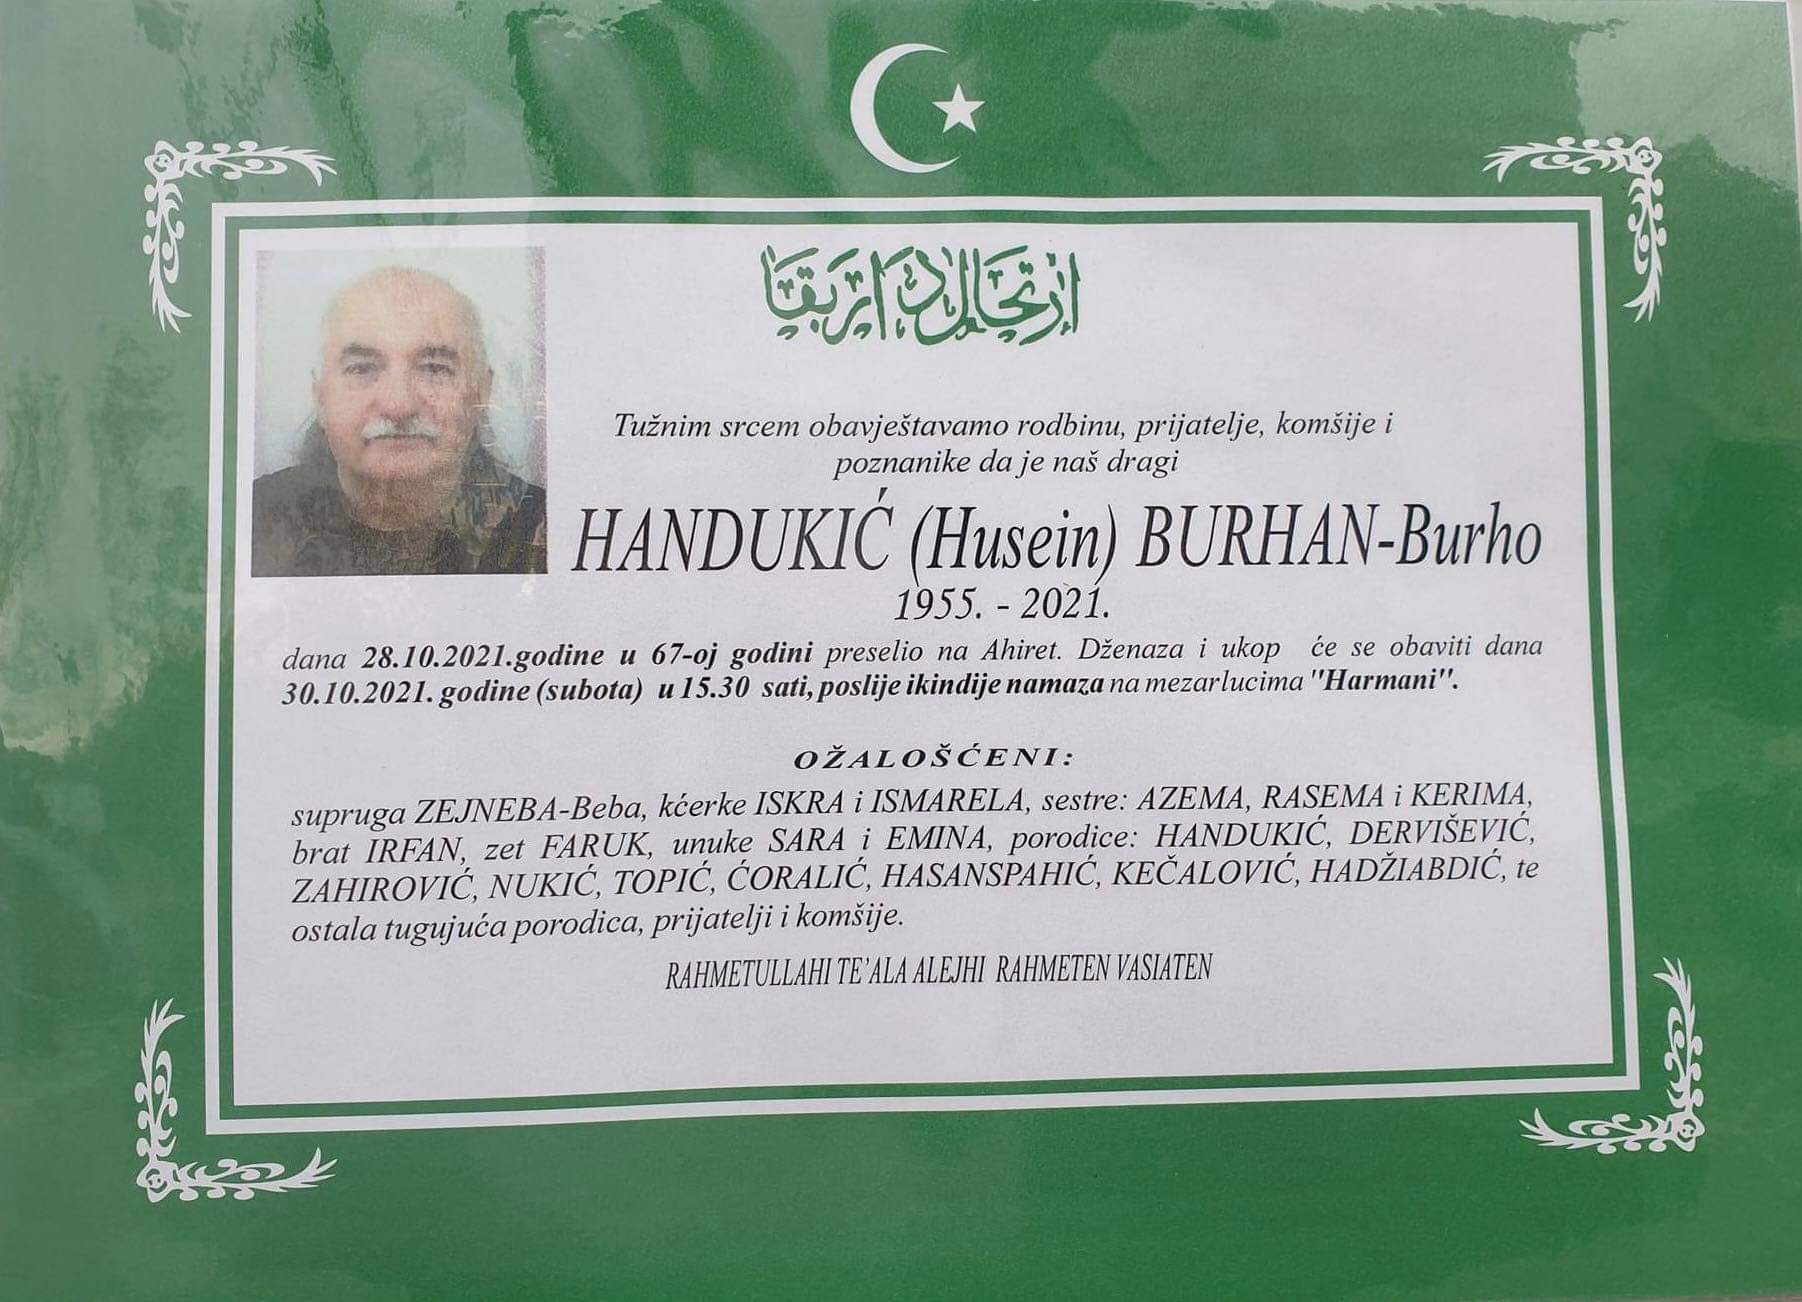 ارتحال دار بقا
Tužnim srcem obavještavamo rodbinu, prijatelje, komšije i
poznanike da je naš dragi
HANDUKIĆ (Husein) BURHAN-Burho
1955. - 2021.
dana 28.10.2021.godine u 67-oj godini preselio na Ahiret. Dženaza i ukop će se obaviti dana
30.10.2021. godine (subota) u 15.30 sati, poslije ikindije namaza na mezarlucima "Harmani".
OŽALOŠĆENI:
supruga ZEJNEBA-Beba, kćerke ISKRA i ISMARELA, sestre: AZEMA, RASEMA i KERIMA,
brat IRFAN, zet FARUK, unuke SARA i EMINA, porodice: HANDUKIĆ, DERVIŠEVIĆ,
ZAHIROVIĆ, NUKIĆ, TOPIĆ, ĆORALIĆ, HASANSPAHIĆ, KEČALOVIĆ, HADŽIABDIĆ, te
ostala tugujuća porodica, prijatelji i komšije.
RAHMETULLAHI TE'ALA ALEJHI RAHMETEN VASIATEN